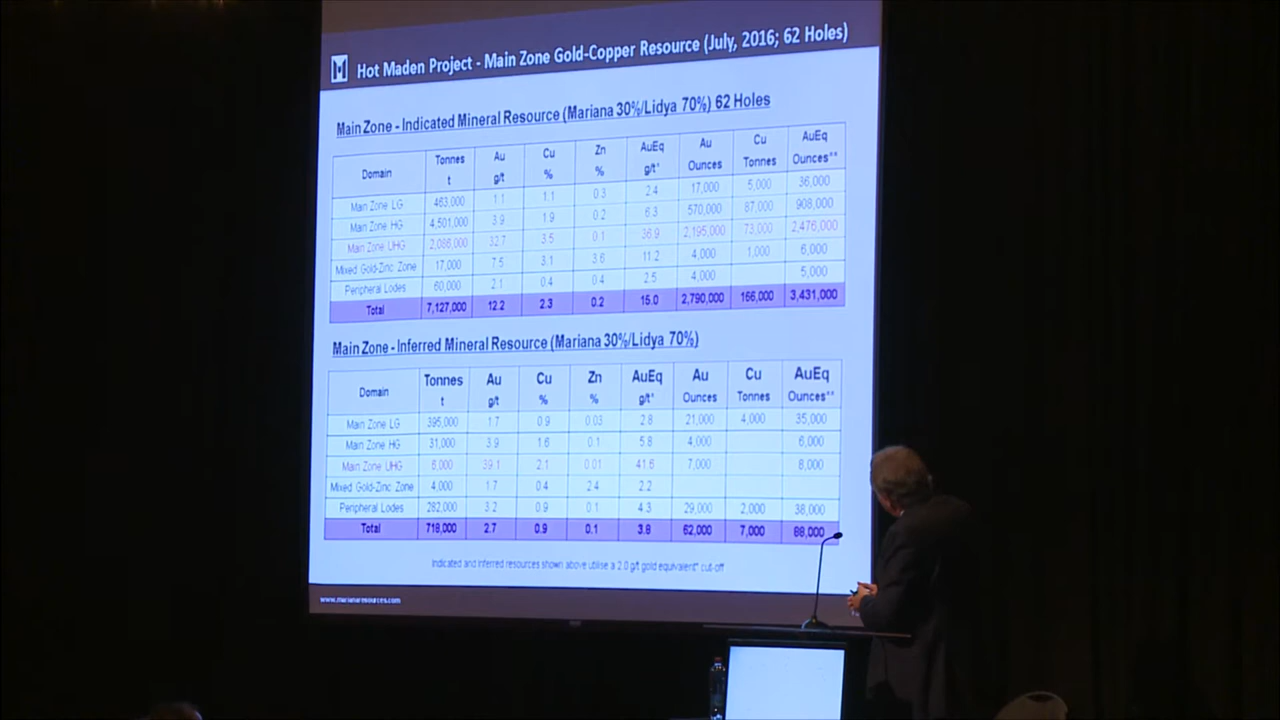 Hot Maden Project - Main Zone Gold-Copper Resource (July, 2016; 62 Holes)
Main Zone - Indicated Mineral Resource (Mariana 30%/Lidya 70%) 62 Holes
Domain Tonnes t Au g/t Cu % Zn % AuEq g/t* Au Ounces Cu Tonnes AuEq Ounces**
Main Zone LG 463,000 1.1 1.1 0.3 2.4 17,000 5,000 36,000
Main Zone HG 4,501,000 3.9 1.9 0.2 6.3 570,000 87,000 908,000
Main Zone UHG 2,086,000 32.7 3.5 0.1 36.9 2,195,000 73,000 2,476,000
Mixed Gold-Zinc Zone 17,000 7.5 3.1 3.6 11.2 4,000 1,000 6,000
Peripheral Lodes 60,000 2.1 0.4 0.4 2.5 4,000 5,000
Total 7,127,000 12.2 2.3 0.2 15.0 2,790,000 166,000 3,431,000
Main Zone - Inferred Mineral Resource (Mariana 30%/Lidya 70%)
Domain Tonnes t Au g/t Cu % Zn % AuEq g/t* Au Ounces Cu Tonnes AuEq Ounces**
Main Zone LG 395,000 1.7 0.9 0.03 2.8 21,000 4,000 35,000
Main Zone HG 31,000 3.9 1.6 0.1 5.8 4,000 6,000
Main Zone UHG 6,000 39.1 2.1 0.01 41.6 7,000 8,000
Mixed Gold-Zinc Zone 4,000 1.7 0.4 2.4 2.2
Peripheral Lodes 282,000 3.2 0.9 0.1 4.3 29,000 2,000 38,000
Total 718,000 2.7 0.9 0.1 3.8 62,000 7,000 88,000
Indicated and inferred resources shown above utilise a 2.0 g/t gold equivalent* cut-off
www.marianaresources.com